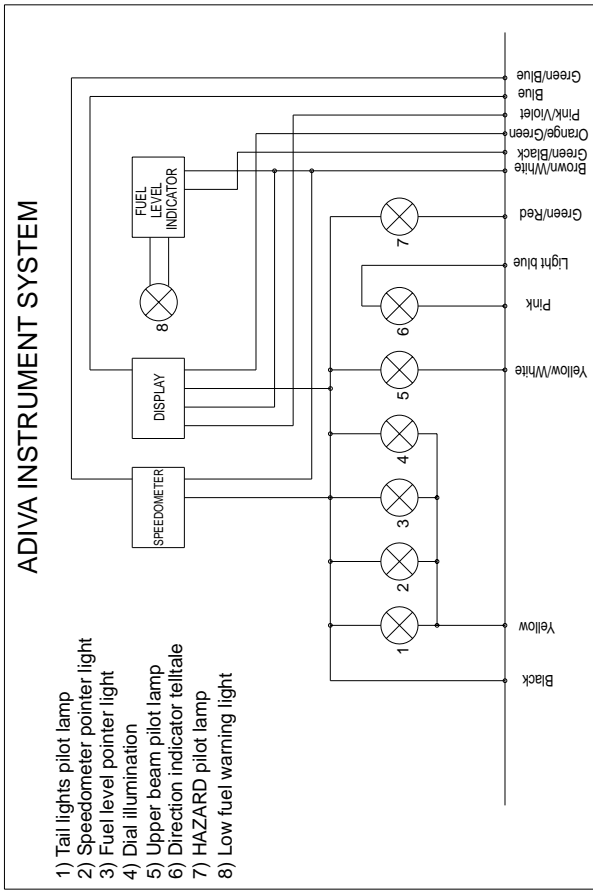 ADIVA INSTRUMENT SYSTEM
1) Tail lights pilot lamp
2) Speedometer pointer light
3) Fuel level pointer light
4) Dial illumination
5) Upper beam pilot lamp
6) Direction indicator telltale
7) HAZARD pilot lamp
8) Low fuel warning light
SPEEDOMETER
DISPLAY
FUEL
LEVEL
INDICATOR
8
1
2
3
4
5
6
7
Black
Yellow
Yellow/White
Pink
Light blue
Green/Red
Brown/White
Green/Black
Orange/Green
Pink/Violet
Blue
Green/Blue